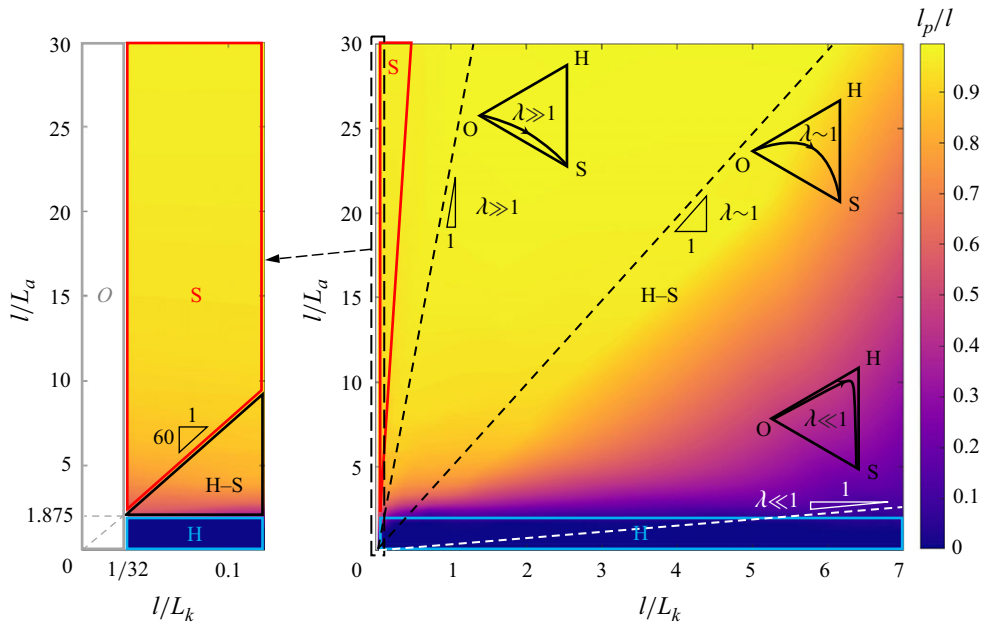 30
25
20
15
10
5
1.875
0
l/L_a
O
S
1
60
H–S
H
1/32
0.1
l/L_k
30
25
20
15
10
5
0
l/L_a
S
H
O
λ≫1
S
λ≫1
1
H
O
λ~1
S
λ~1
1
H–S
H
O
λ≪1
S
λ≪1
1
H
1
2
3
4
5
6
7
l/L_k
l_p/l
0.9
0.8
0.7
0.6
0.5
0.4
0.3
0.2
0.1
0